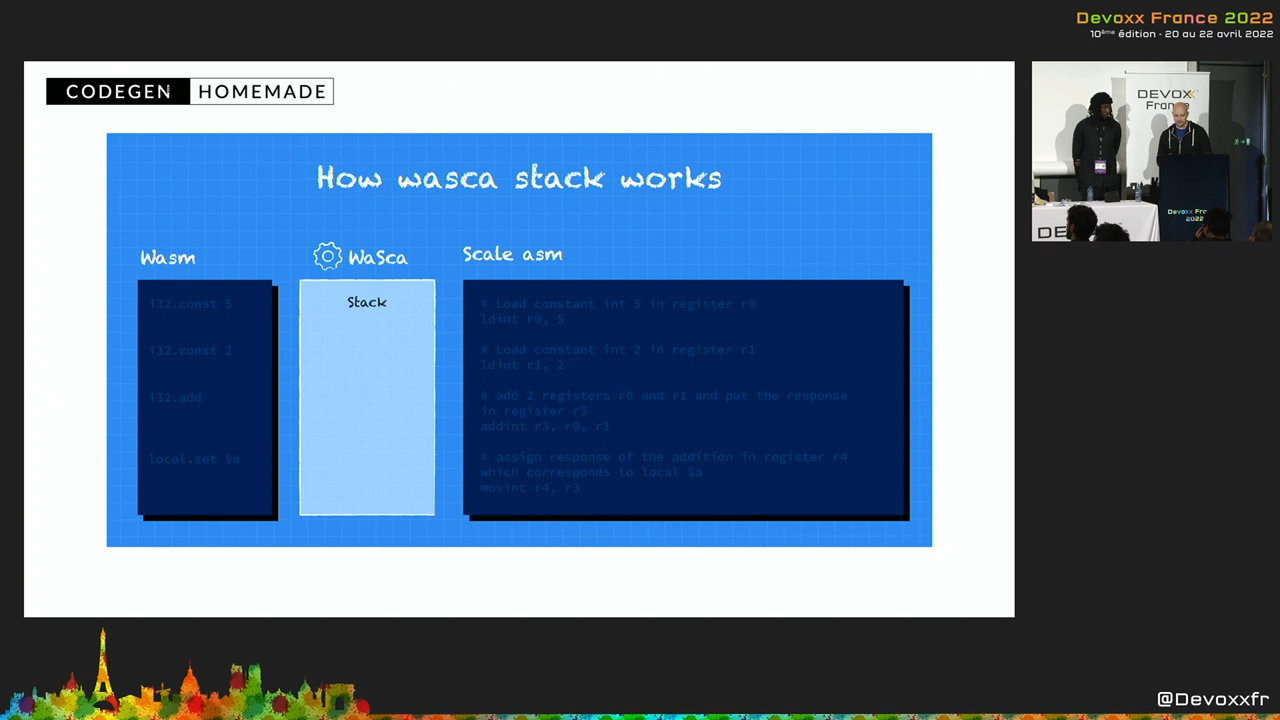 Devoxx France 2022
10ème édition · 20 au 22 avril 2022
CODEGEN HOMEMADE
How wasca stack works
Wasm
WaSca
Scale asm
i32.const 5
i32.const 2
i32.add
local.set $a
Stack
# Load constant int 5 in register r0
ldint r0, 5
# Load constant int 2 in register r1
ldint r1, 2
# add 2 registers r0 and r1 and put the response
in register r3
addint r3, r0, r1
# assign response of the addition in register r4
which corresponds to local $a
movint r4, r3
DEVOXX
France
Devoxx Fra
2022
DE
@Devoxxfr